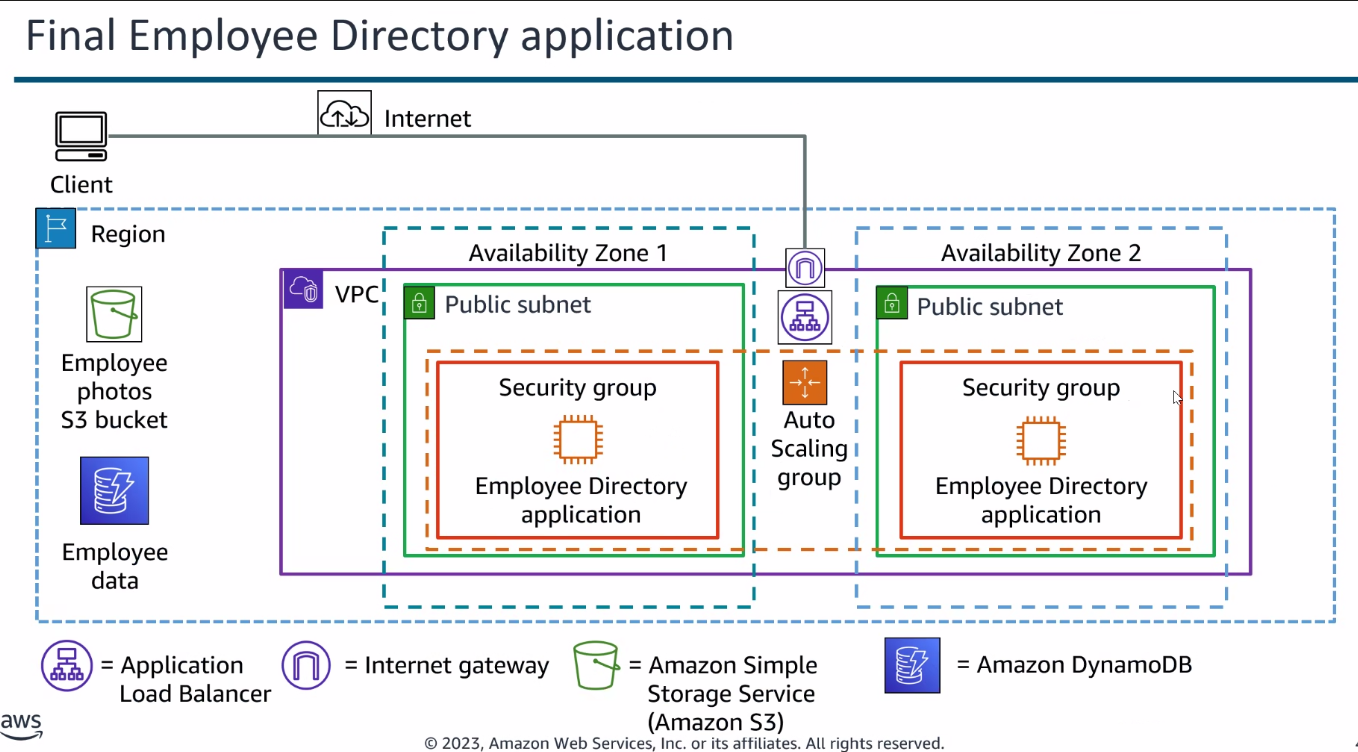 Final Employee Directory application
Internet
Client
Region
Availability Zone 1
Availability Zone 2
VPC
Public subnet
Public subnet
Employee
photos
S3 bucket
Security group
Employee Directory
application
Auto
Scaling
group
Security group
Employee Directory
application
Employee
data
= Application
Load Balancer
= Internet gateway
= Amazon Simple
Storage Service
(Amazon S3)
= Amazon DynamoDB
aws
© 2023, Amazon Web Services, Inc. or its affiliates. All rights reserved.